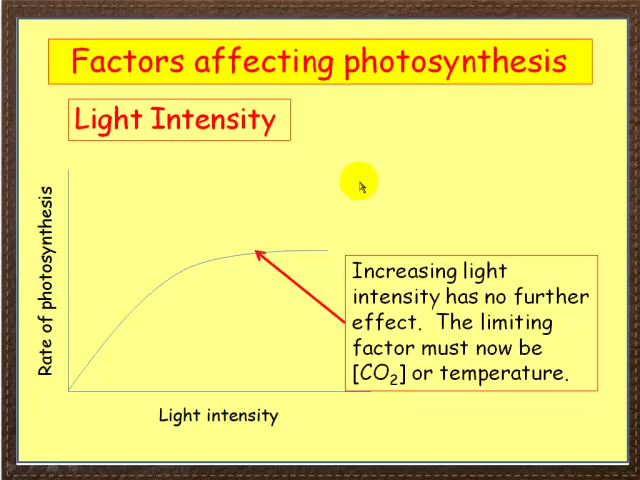 Factors affecting photosynthesis
Light Intensity
Rate of photosynthesis
Increasing light
intensity has no further
effect. The limiting
factor must now be
[CO₂] or temperature.
Light intensity